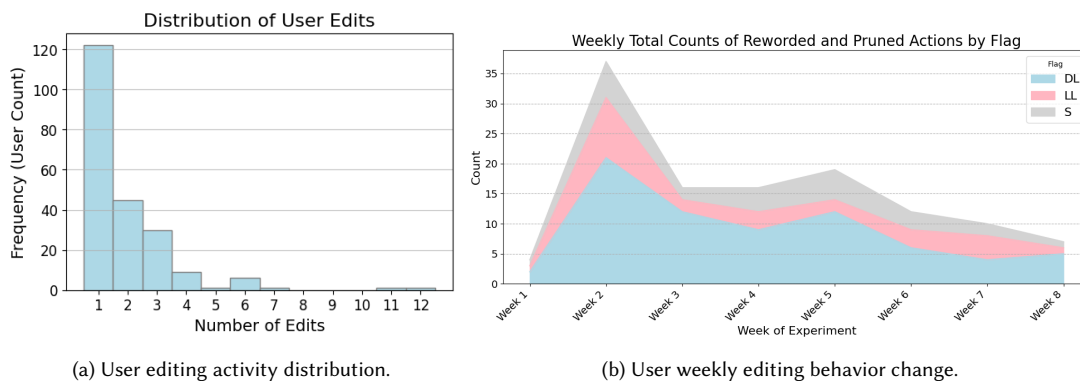 Distribution of User Edits
120
100
80
60
40
20
0
Frequency (User Count)
1 2 3 4 5 6 7 8 9 10 11 12
Number of Edits
(a) User editing activity distribution.
Weekly Total Counts of Reworded and Pruned Actions by Flag
Flag
DL
LL
S
35
30
25
20
15
10
5
0
Count
Week 1 Week 2 Week 3 Week 4 Week 5 Week 6 Week 7 Week 8
Week of Experiment
(b) User weekly editing behavior change.